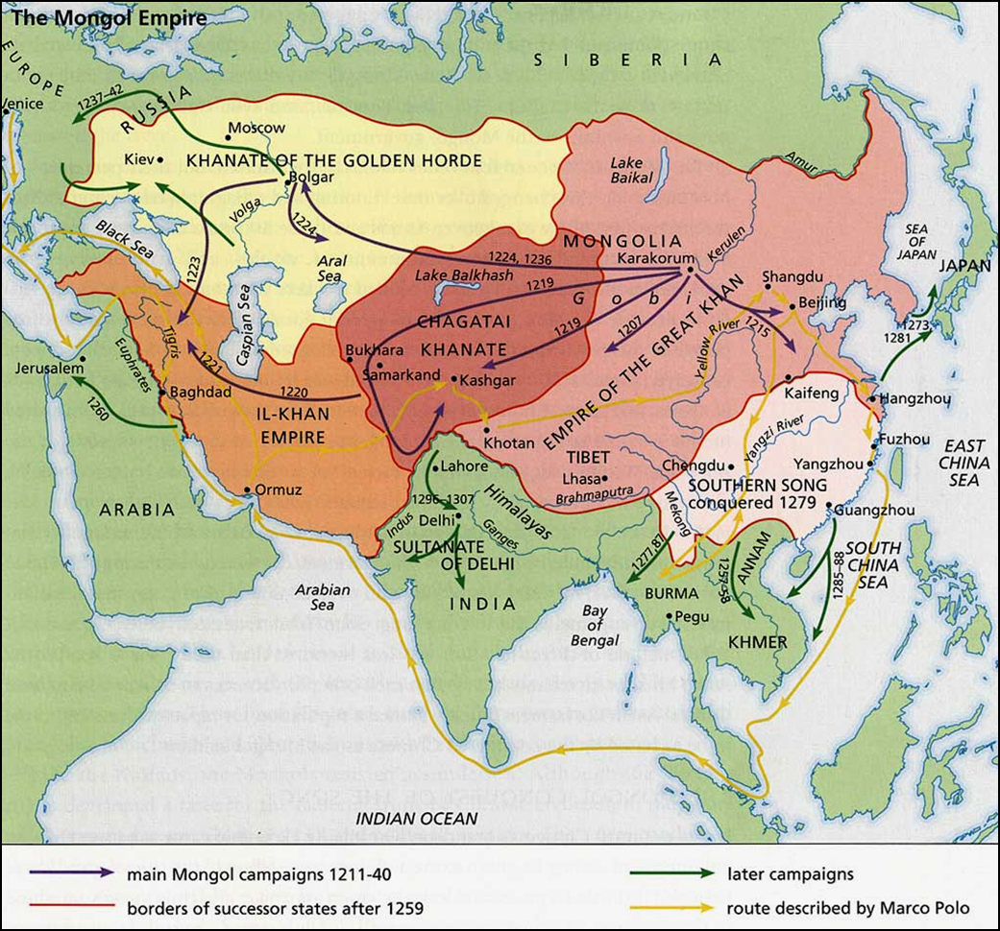 The Mongol Empire
SIBERIA
EUROPE
Venice
1237–42
RUSSIA
Moscow
Kiev
KHANATE OF THE GOLDEN HORDE
Bolgar
Volga
1224
Lake
Baikal
Amur
Black Sea
1223
Aral
Sea
Caspian Sea
MONGOLIA
Karakorum
Kerulen
1224, 1236
Lake Balkhash
1219
Gobi
1219
1207
CHAGATAI
KHANATE
SEA
OF
JAPAN
JAPAN
Shangdu
Beijing
1215
1273
1281
Yellow River
EMPIRE OF THE GREAT KHAN
Tigris
Euphrates
Jerusalem
1260
Baghdad
1221
1220
Bukhara
Samarkand
Kashgar
IL-KHAN
EMPIRE
Khotan
Kaifeng
Hangzhou
Fuzhou
Yangzhou
EAST
CHINA
SEA
TIBET
Lhasa
Brahmaputra
Chengdu
Yangzi River
SOUTHERN SONG
conquered 1279
Guangzhou
ARABIA
Ormuz
Lahore
1296–1307
Indus
Delhi
Himalayas
Ganges
SULTANATE
OF DELHI
Mekong
1277,87
1257–58
ANNAM
1285–88
SOUTH
CHINA
SEA
Arabian
Sea
INDIA
Bay
of
Bengal
BURMA
Pegu
KHMER
INDIAN OCEAN
main Mongol campaigns 1211-40
later campaigns
borders of successor states after 1259
route described by Marco Polo